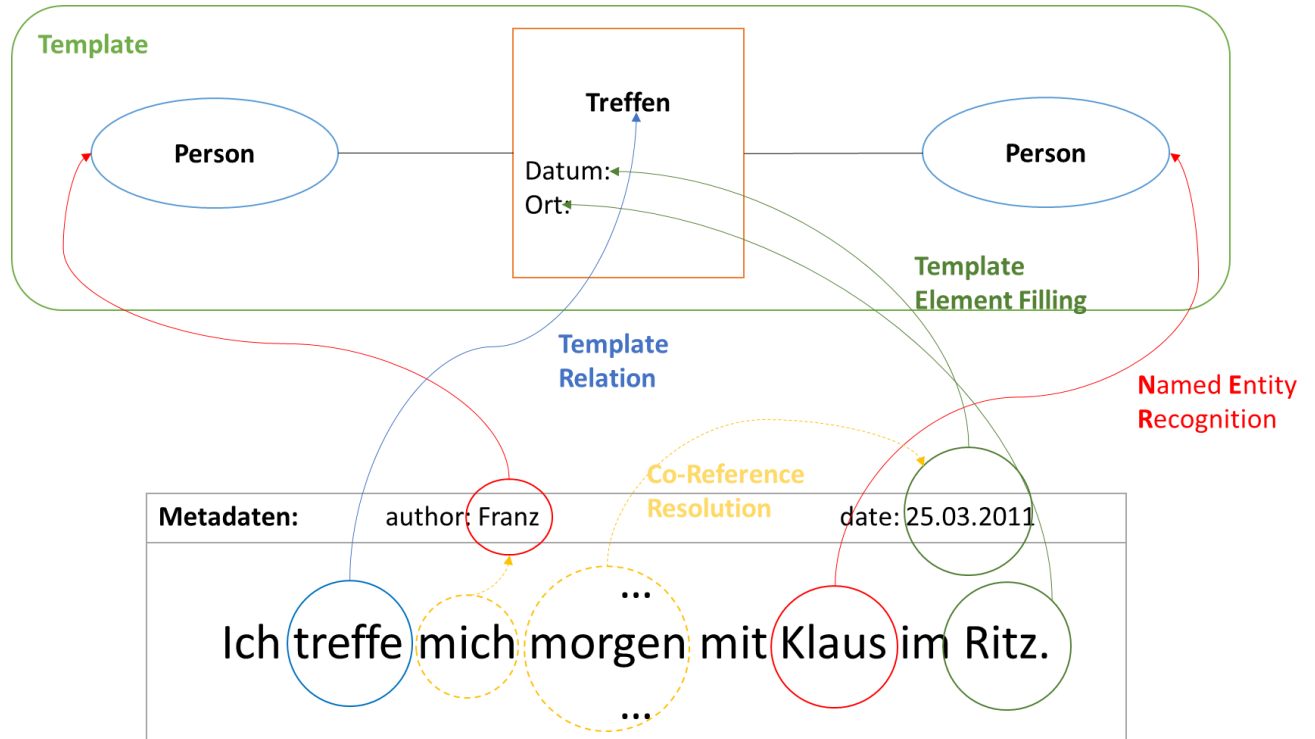 Template
Treffen
Person
Person
Datum:
Ort:
Template
Element Filling
Template
Relation
Named Entity
Recognition
Co-Reference
Resolution
Metadaten: author: Franz date: 25.03.2011
...
Ich treffe mich morgen mit Klaus im Ritz.
...